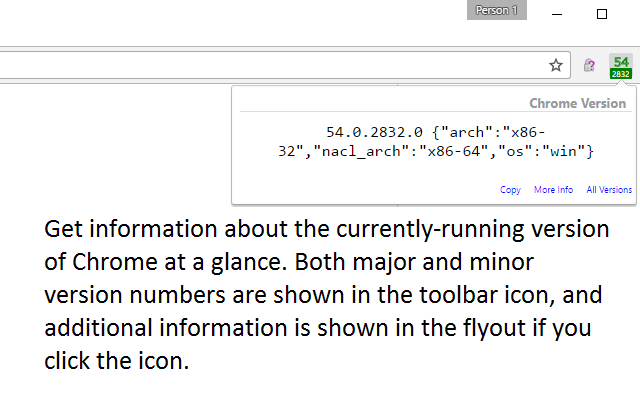 Person 1
54
2832
Chrome Version
54.0.2832.0 {"arch":"x86-
32","nacl_arch":"x86-64","os":"win"}
Copy More Info All Versions
Get information about the currently-running version
of Chrome at a glance. Both major and minor
version numbers are shown in the toolbar icon, and
additional information is shown in the flyout if you
click the icon.